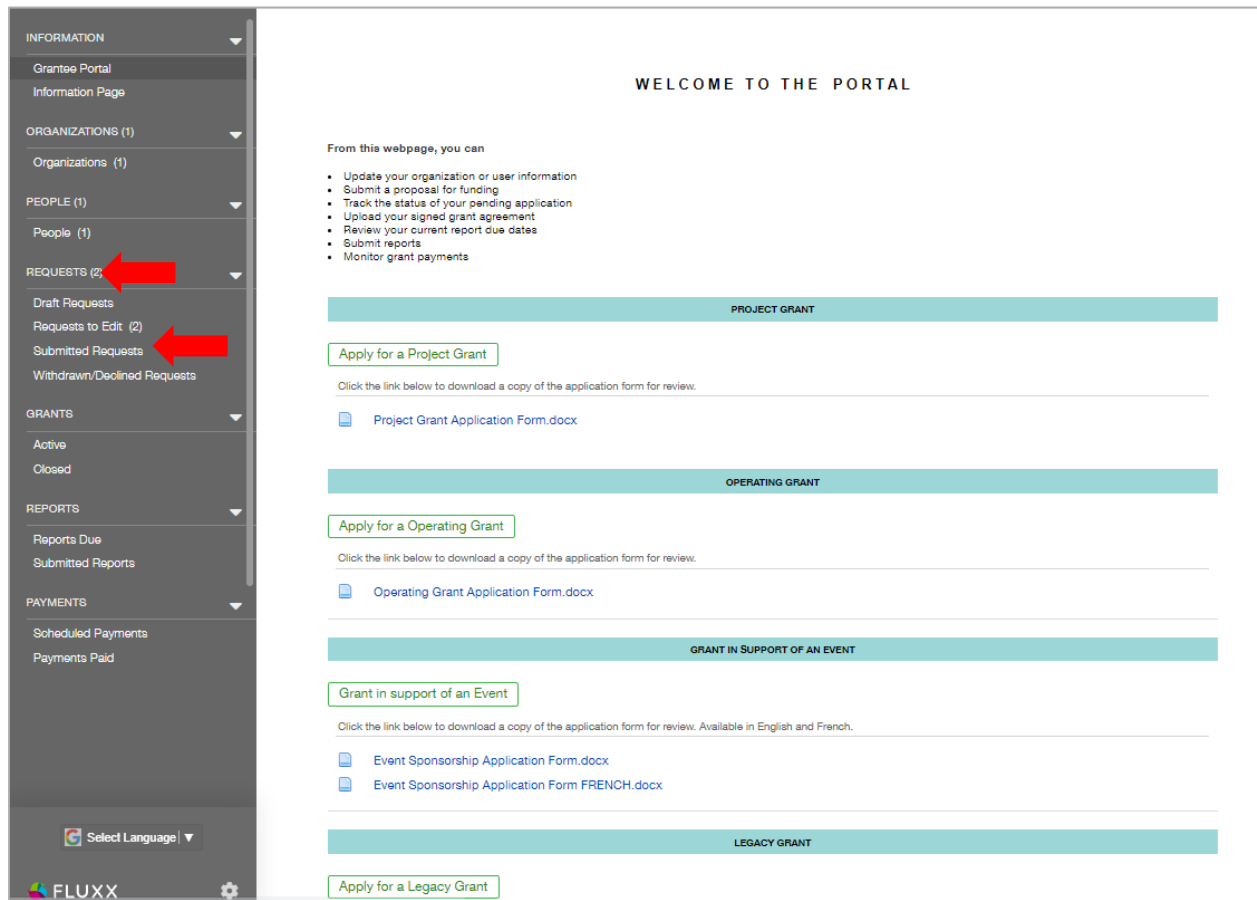 INFORMATION
Grantee Portal
Information Page
ORGANIZATIONS (1)
Organizations (1)
PEOPLE (1)
People (1)
REQUESTS (2)
Draft Requests
Requests to Edit (2)
Submitted Requests
Withdrawn/Declined Requests
GRANTS
Active
Closed
REPORTS
Reports Due
Submitted Reports
PAYMENTS
Scheduled Payments
Payments Paid
Select Language
FLUXX
WELCOME TO THE PORTAL
From this webpage, you can
• Update your organization or user information
• Submit a proposal for funding
• Track the status of your pending application
• Upload your signed grant agreement
• Review your current report due dates
• Submit reports
• Monitor grant payments
PROJECT GRANT
Apply for a Project Grant
Click the link below to download a copy of the application form for review.
Project Grant Application Form.docx
OPERATING GRANT
Apply for a Operating Grant
Click the link below to download a copy of the application form for review.
Operating Grant Application Form.docx
GRANT IN SUPPORT OF AN EVENT
Grant in support of an Event
Click the link below to download a copy of the application form for review. Available in English and French.
Event Sponsorship Application Form.docx
Event Sponsorship Application Form FRENCH.docx
LEGACY GRANT
Apply for a Legacy Grant